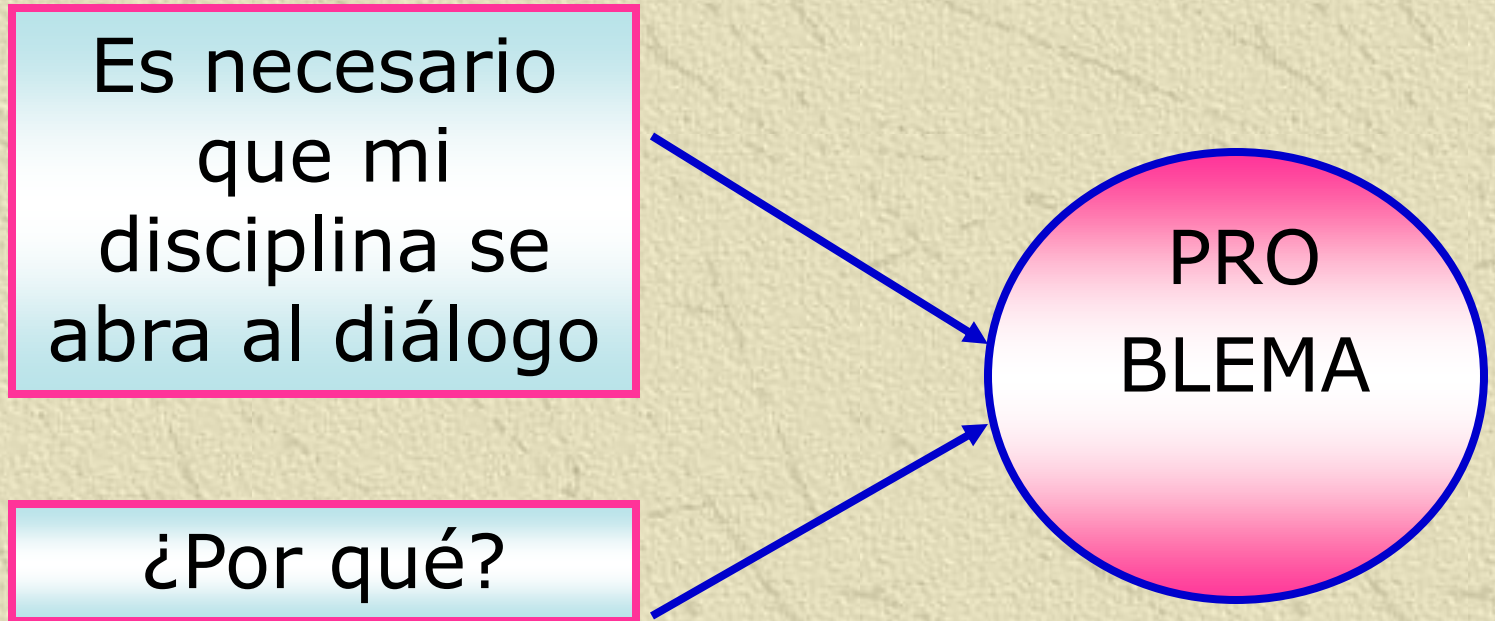 Es necesario
que mi
disciplina se
abra al diálogo
¿Por qué?
PRO
BLEMA